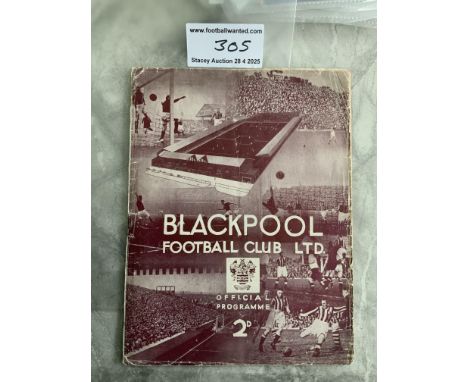 www.footballwanted.com
305
Stacey Auction 28 4 2025
BLACKPOOL
FOOTBALL CLUB LTD.
OFFICIAL
PROGRAMME
2D